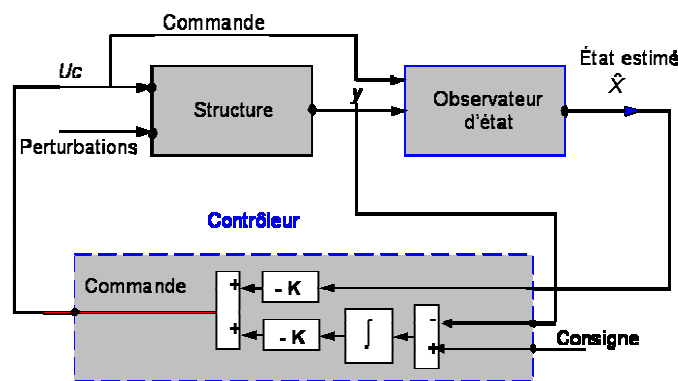 Commande
Uc
Structure
y
Observateur
d'état
État estimé
X̂
Perturbations
Contrôleur
Commande
+
- K
+
- K
∫
-
+
Consigne